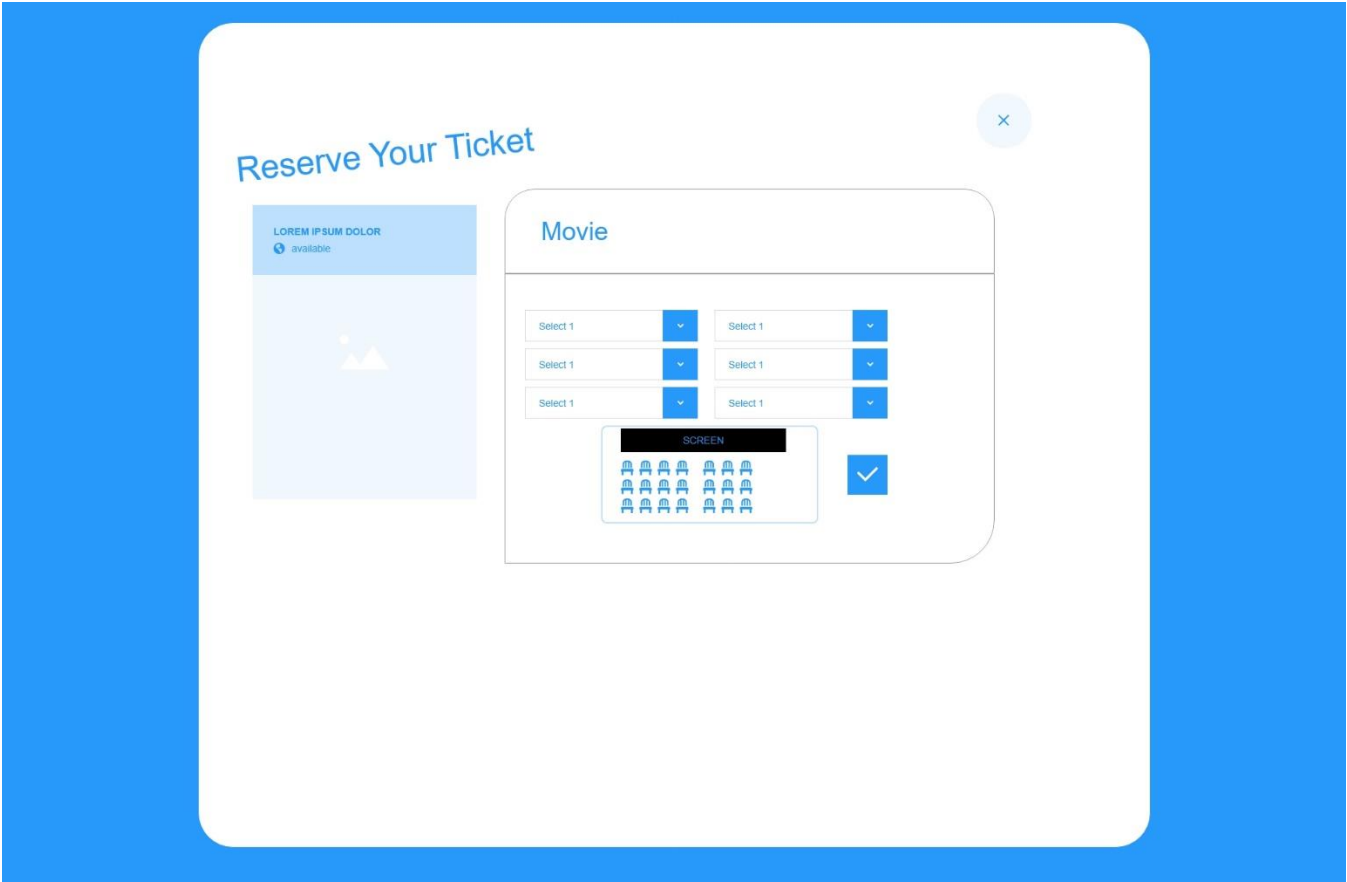 Reserve Your Ticket
LOREM IPSUM DOLOR
available
Movie
Select 1
Select 1
Select 1
Select 1
Select 1
Select 1
SCREEN